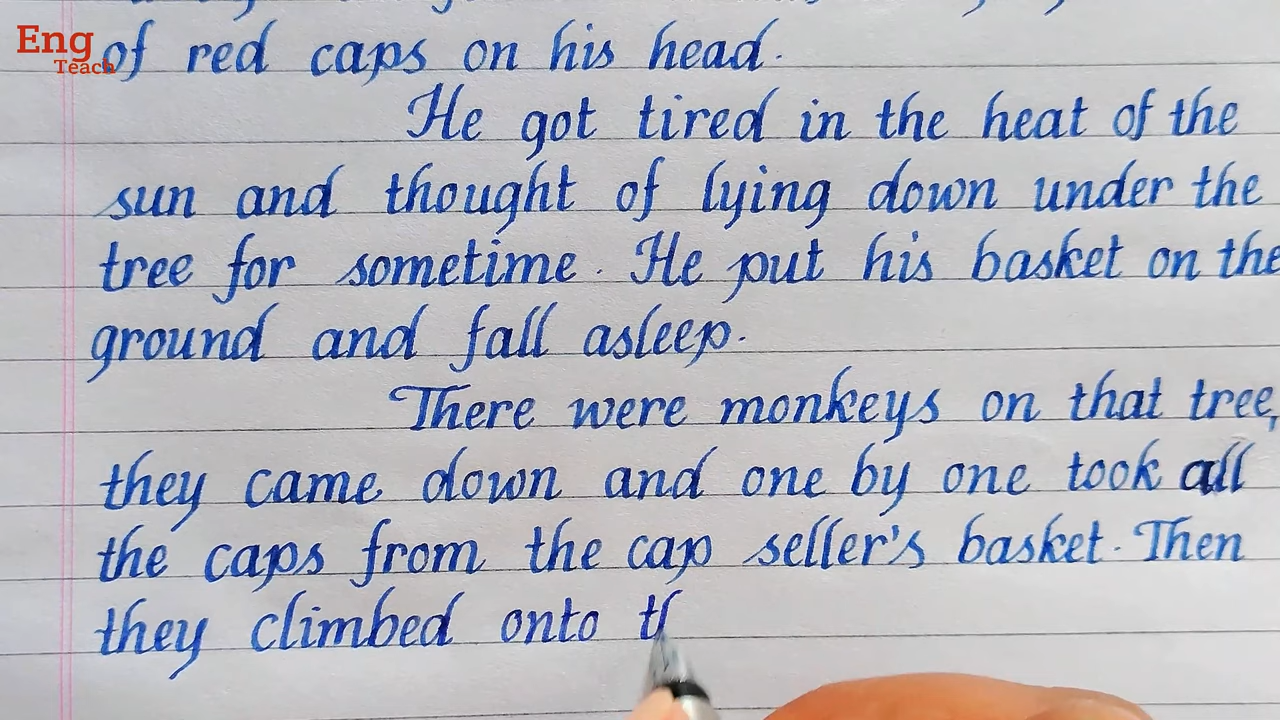 Eng
Teach
of red caps on his head.
He got tired in the heat of the
sun and thought of lying down under the
tree for sometime. He put his basket on the
ground and fall asleep.
There were monkeys on that tree,
they came down and one by one took all
the caps from the cap seller's basket. Then
they climbed onto th